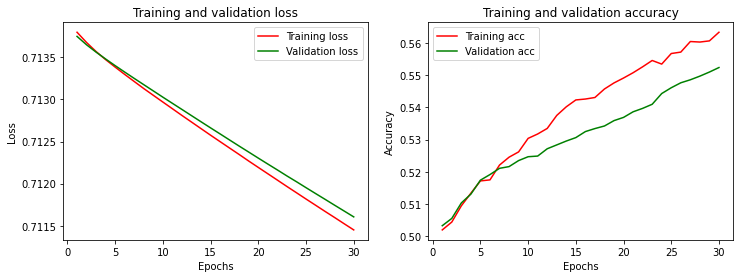 Training and validation loss
Training loss
Validation loss
0.7135
0.7130
0.7125
0.7120
0.7115
Loss
0
5
10
15
20
25
30
Epochs
Training and validation accuracy
Training acc
Validation acc
0.56
0.55
0.54
0.53
0.52
0.51
0.50
Accuracy
0
5
10
15
20
25
30
Epochs